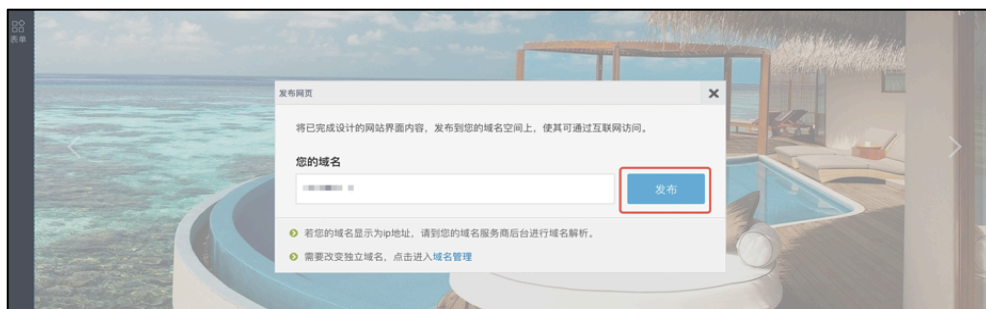 表单
发布网页
将已完成设计的网站界面内容，发布到您的域名空间上，使其可通过互联网访问。
您的域名
发布
若您的域名显示为ip地址，请到您的域名服务商后台进行域名解析。
需要改变独立域名，点击进入域名管理